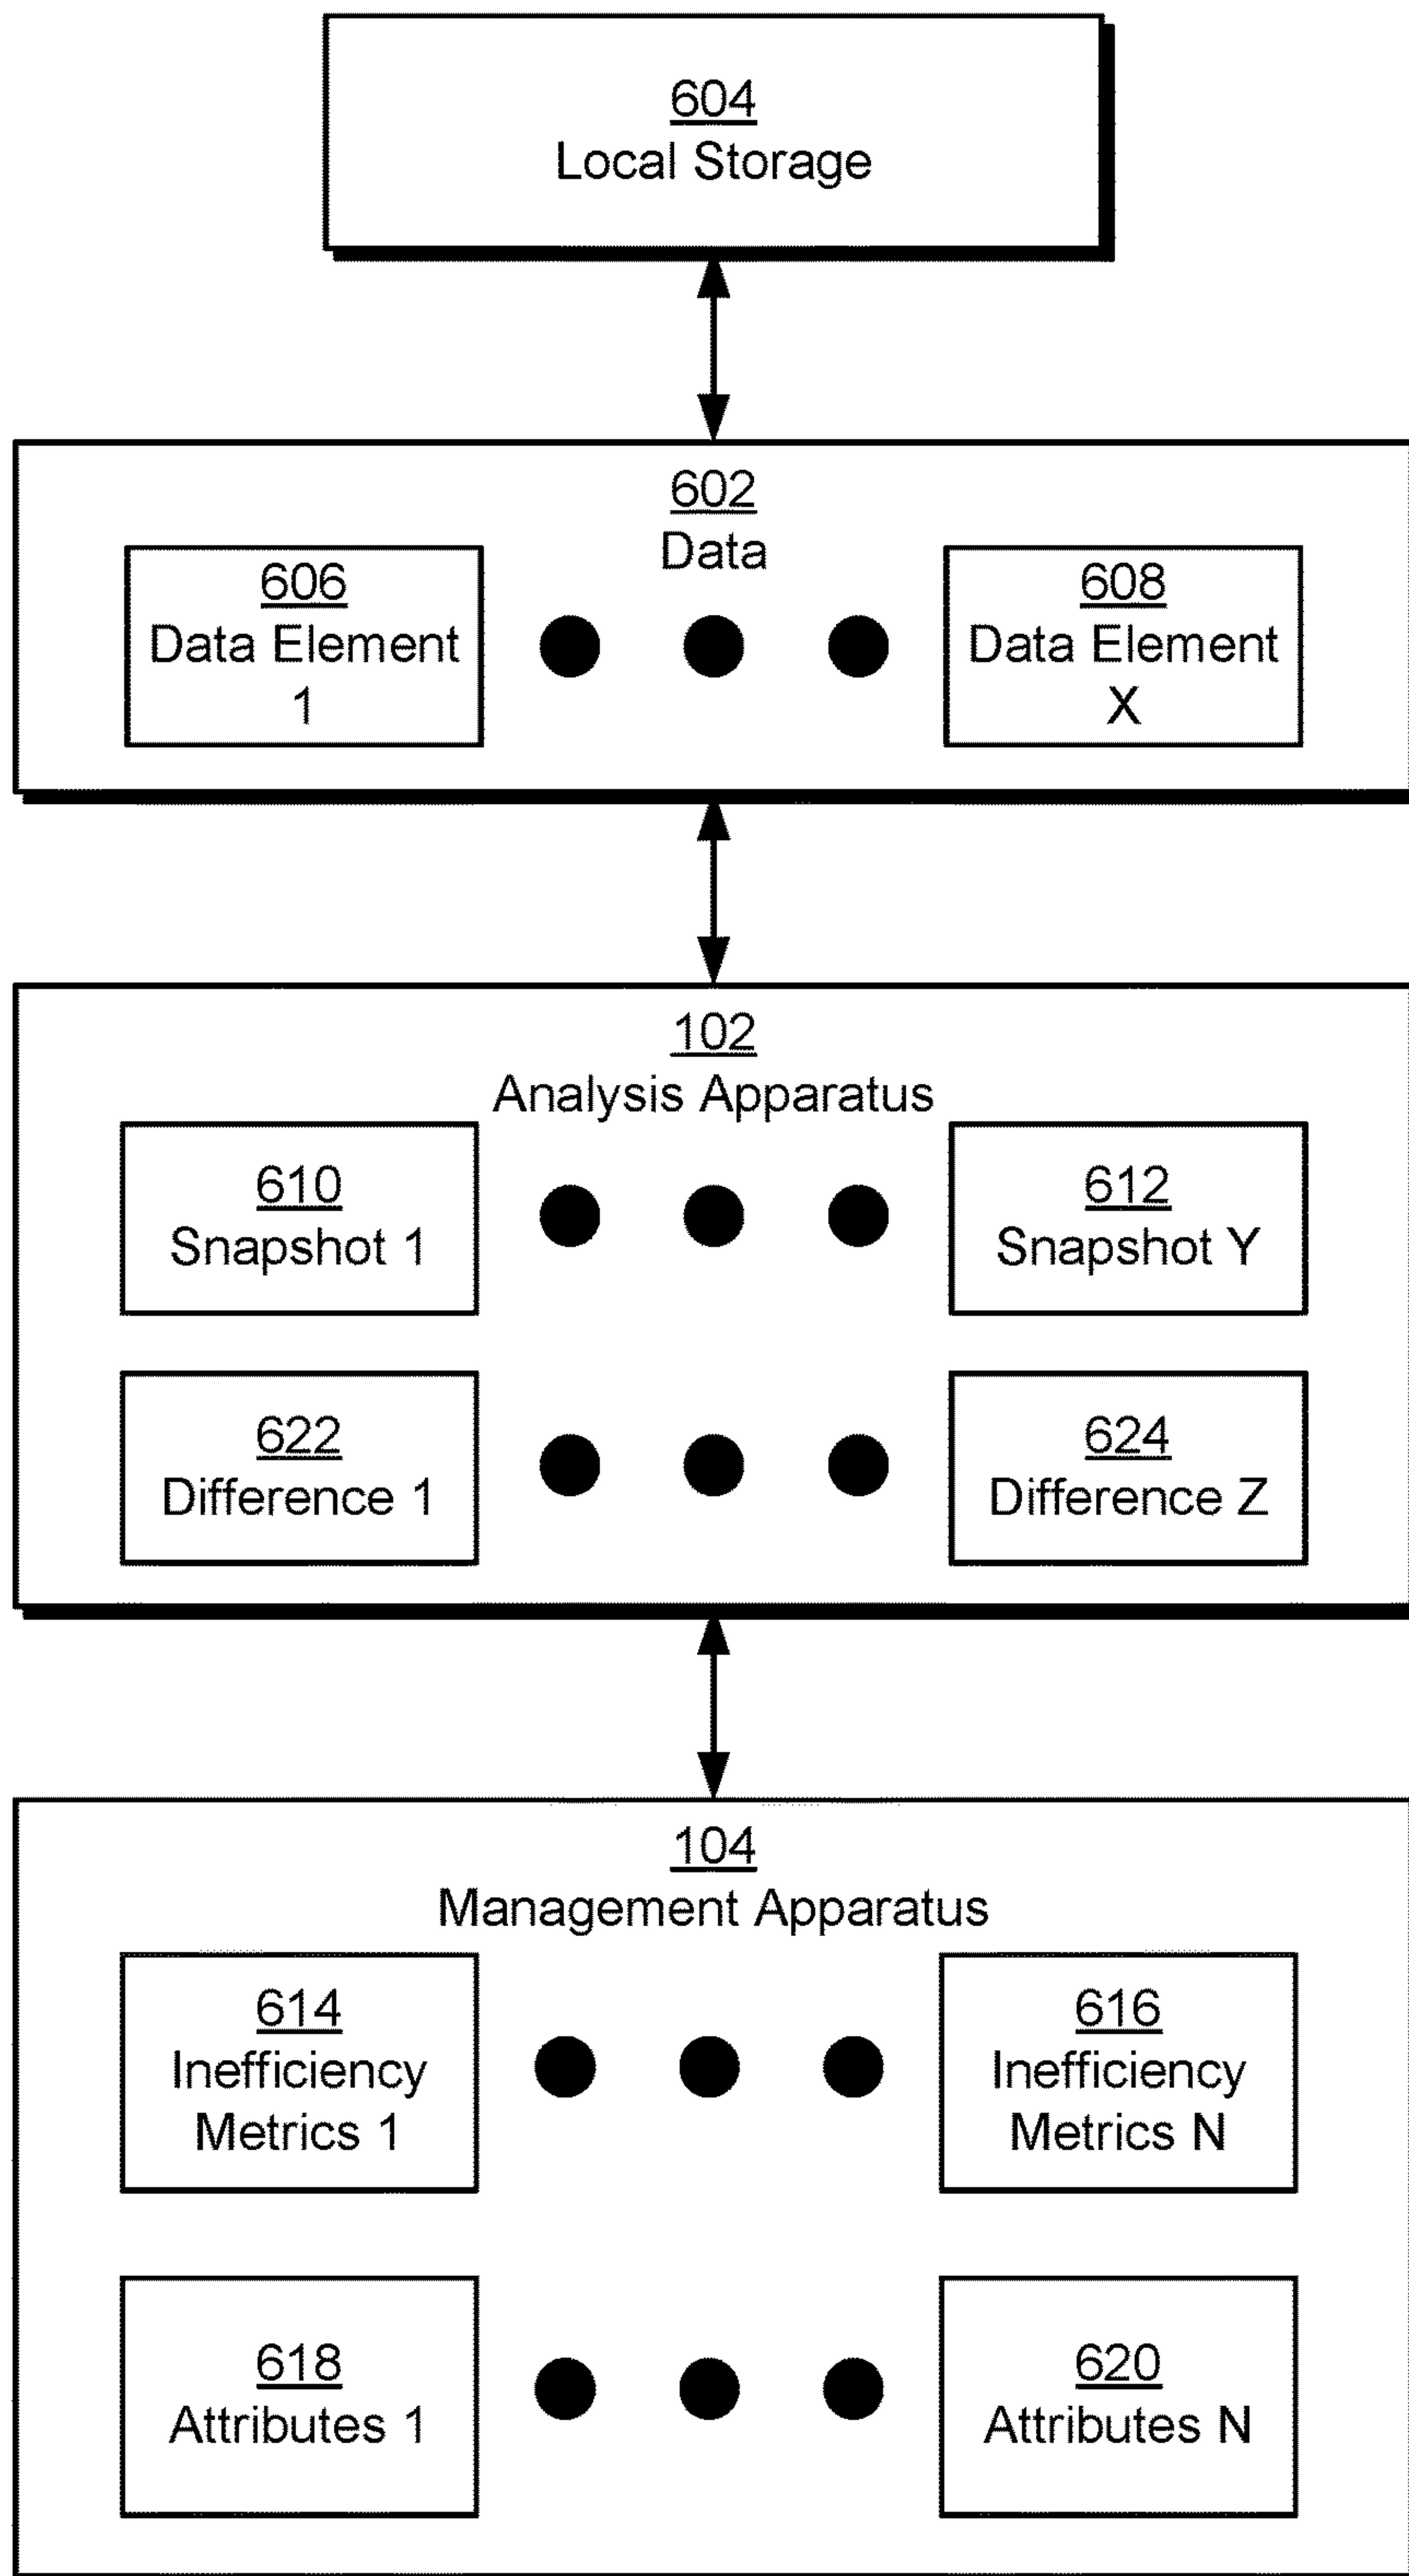 604
Local Storage
602
Data
606
Data Element
1
608
Data Element
X
102
Analysis Apparatus
610
Snapshot 1
612
Snapshot Y
622
Difference 1
624
Difference Z
104
Management Apparatus
614
Inefficiency
Metrics 1
616
Inefficiency
Metrics N
618
Attributes 1
620
Attributes N